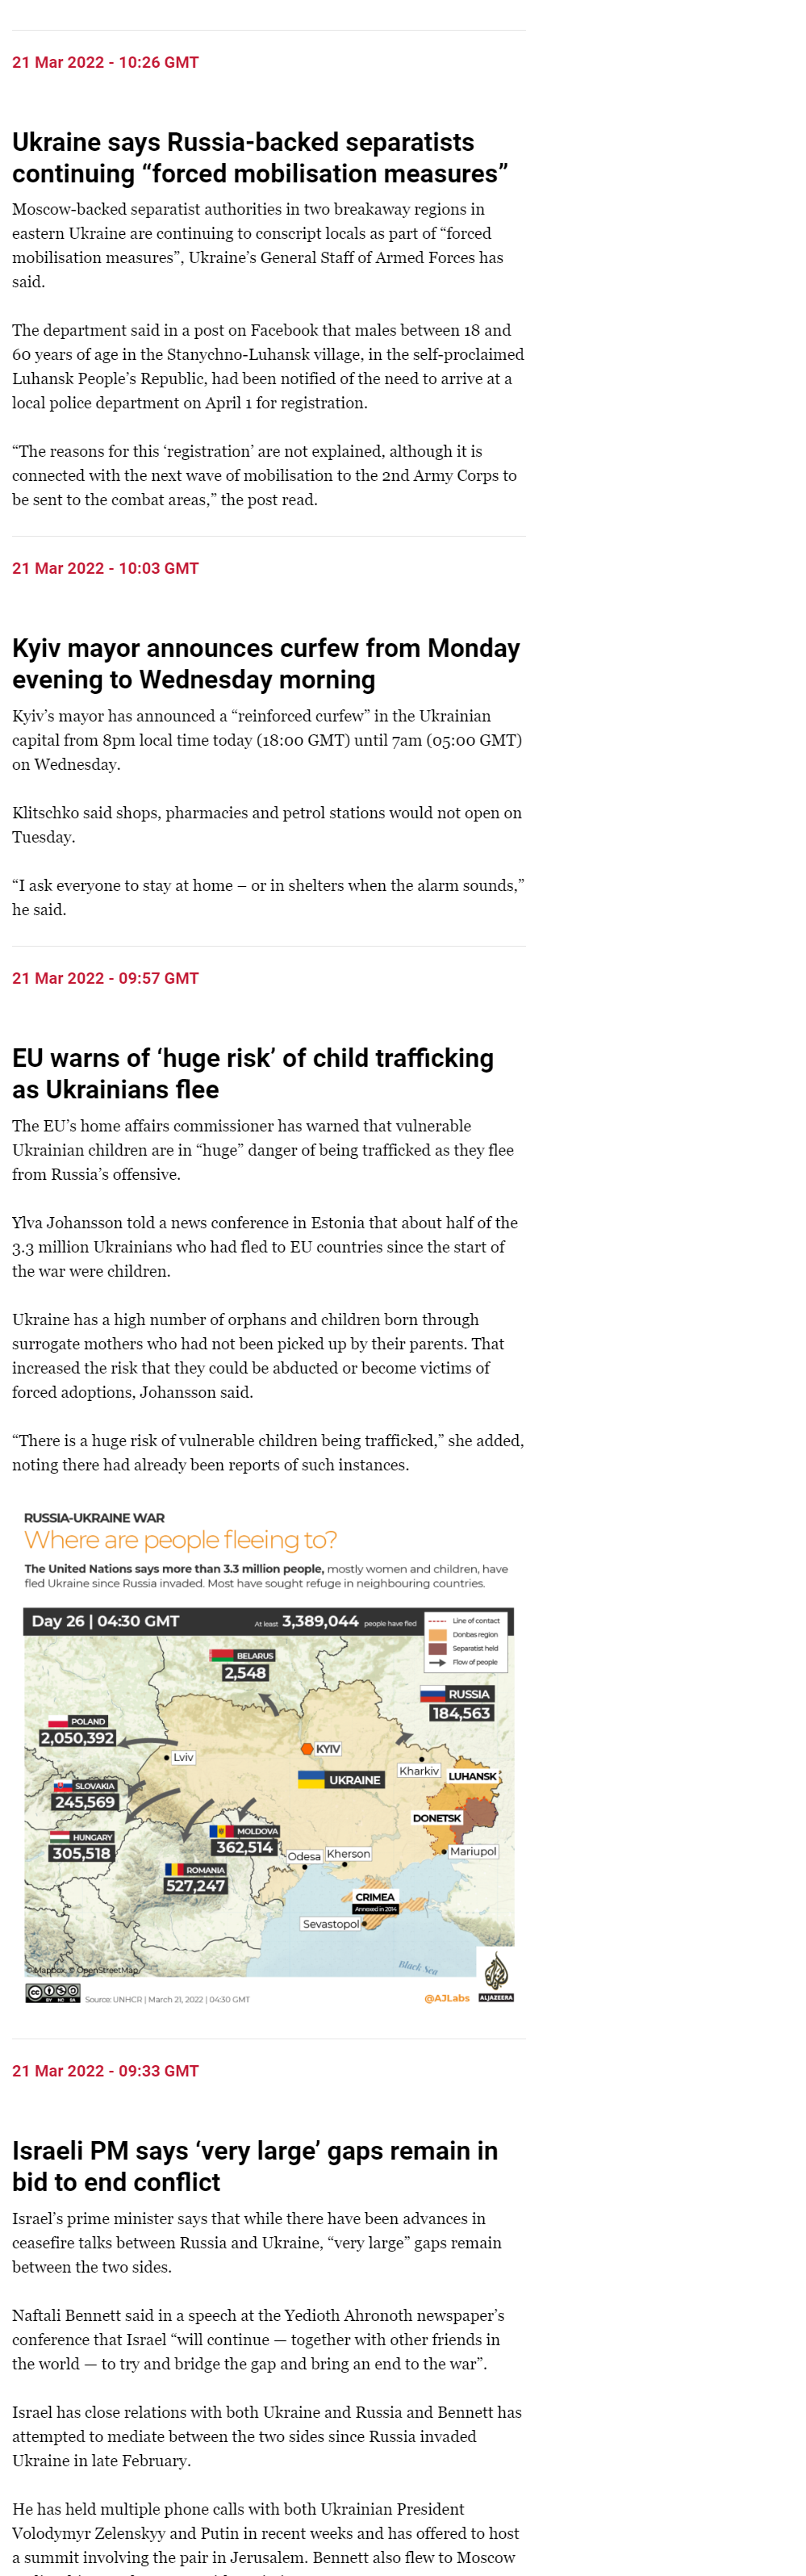 21 Mar 2022 - 10:26 GMT
Ukraine says Russia-backed separatists
continuing “forced mobilisation measures”
Moscow-backed separatist authorities in two breakaway regions in
eastern Ukraine are continuing to conscript locals as part of “forced
mobilisation measures”, Ukraine’s General Staff of Armed Forces has
said.
The department said in a post on Facebook that males between 18 and
60 years of age in the Stanychno-Luhansk village, in the self-proclaimed
Luhansk People’s Republic, had been notified of the need to arrive at a
local police department on April 1 for registration.
“The reasons for this ‘registration’ are not explained, although it is
connected with the next wave of mobilisation to the 2nd Army Corps to
be sent to the combat areas,” the post read.
21 Mar 2022 - 10:03 GMT
Kyiv mayor announces curfew from Monday
evening to Wednesday morning
Kyiv’s mayor has announced a “reinforced curfew” in the Ukrainian
capital from 8pm local time today (18:00 GMT) until 7am (05:00 GMT)
on Wednesday.
Klitschko said shops, pharmacies and petrol stations would not open on
Tuesday.
“I ask everyone to stay at home – or in shelters when the alarm sounds,”
he said.
21 Mar 2022 - 09:57 GMT
EU warns of ‘huge risk’ of child trafficking
as Ukrainians flee
The EU’s home affairs commissioner has warned that vulnerable
Ukrainian children are in “huge” danger of being trafficked as they flee
from Russia’s offensive.
Ylva Johansson told a news conference in Estonia that about half of the
3.3 million Ukrainians who had fled to EU countries since the start of
the war were children.
Ukraine has a high number of orphans and children born through
surrogate mothers who had not been picked up by their parents. That
increased the risk that they could be abducted or become victims of
forced adoptions, Johansson said.
“There is a huge risk of vulnerable children being trafficked,” she added,
noting there had already been reports of such instances.
RUSSIA-UKRAINE WAR
Where are people fleeing to?
The United Nations says more than 3.3 million people, mostly women and children, have
fled Ukraine since Russia invaded. Most have sought refuge in neighbouring countries.
Day 26 | 04:30 GMT
At least 3,389,044 people have fled
Line of contact
Donbas region
Separatist held
Flow of people
BELARUS
2,548
RUSSIA
184,563
POLAND
2,050,392
Lviv
KYIV
Kharkiv
LUHANSK
UKRAINE
SLOVAKIA
245,569
DONETSK
HUNGARY
305,518
MOLDOVA
362,514
Odesa
Kherson
Mariupol
ROMANIA
527,247
CRIMEA
Annexed in 2014
Sevastopol
Black Sea
© Mapbox, © OpenStreetMap
CC BY NC SA
Source: UNHCR | March 21, 2022 | 04:30 GMT
@AJLabs
ALJAZEERA
21 Mar 2022 - 09:33 GMT
Israeli PM says ‘very large’ gaps remain in
bid to end conflict
Israel’s prime minister says that while there have been advances in
ceasefire talks between Russia and Ukraine, “very large” gaps remain
between the two sides.
Naftali Bennett said in a speech at the Yedioth Ahronoth newspaper’s
conference that Israel “will continue — together with other friends in
the world — to try and bridge the gap and bring an end to the war”.
Israel has close relations with both Ukraine and Russia and Bennett has
attempted to mediate between the two sides since Russia invaded
Ukraine in late February.
He has held multiple phone calls with both Ukrainian President
Volodymyr Zelenskyy and Putin in recent weeks and has offered to host
a summit involving the pair in Jerusalem. Bennett also flew to Moscow